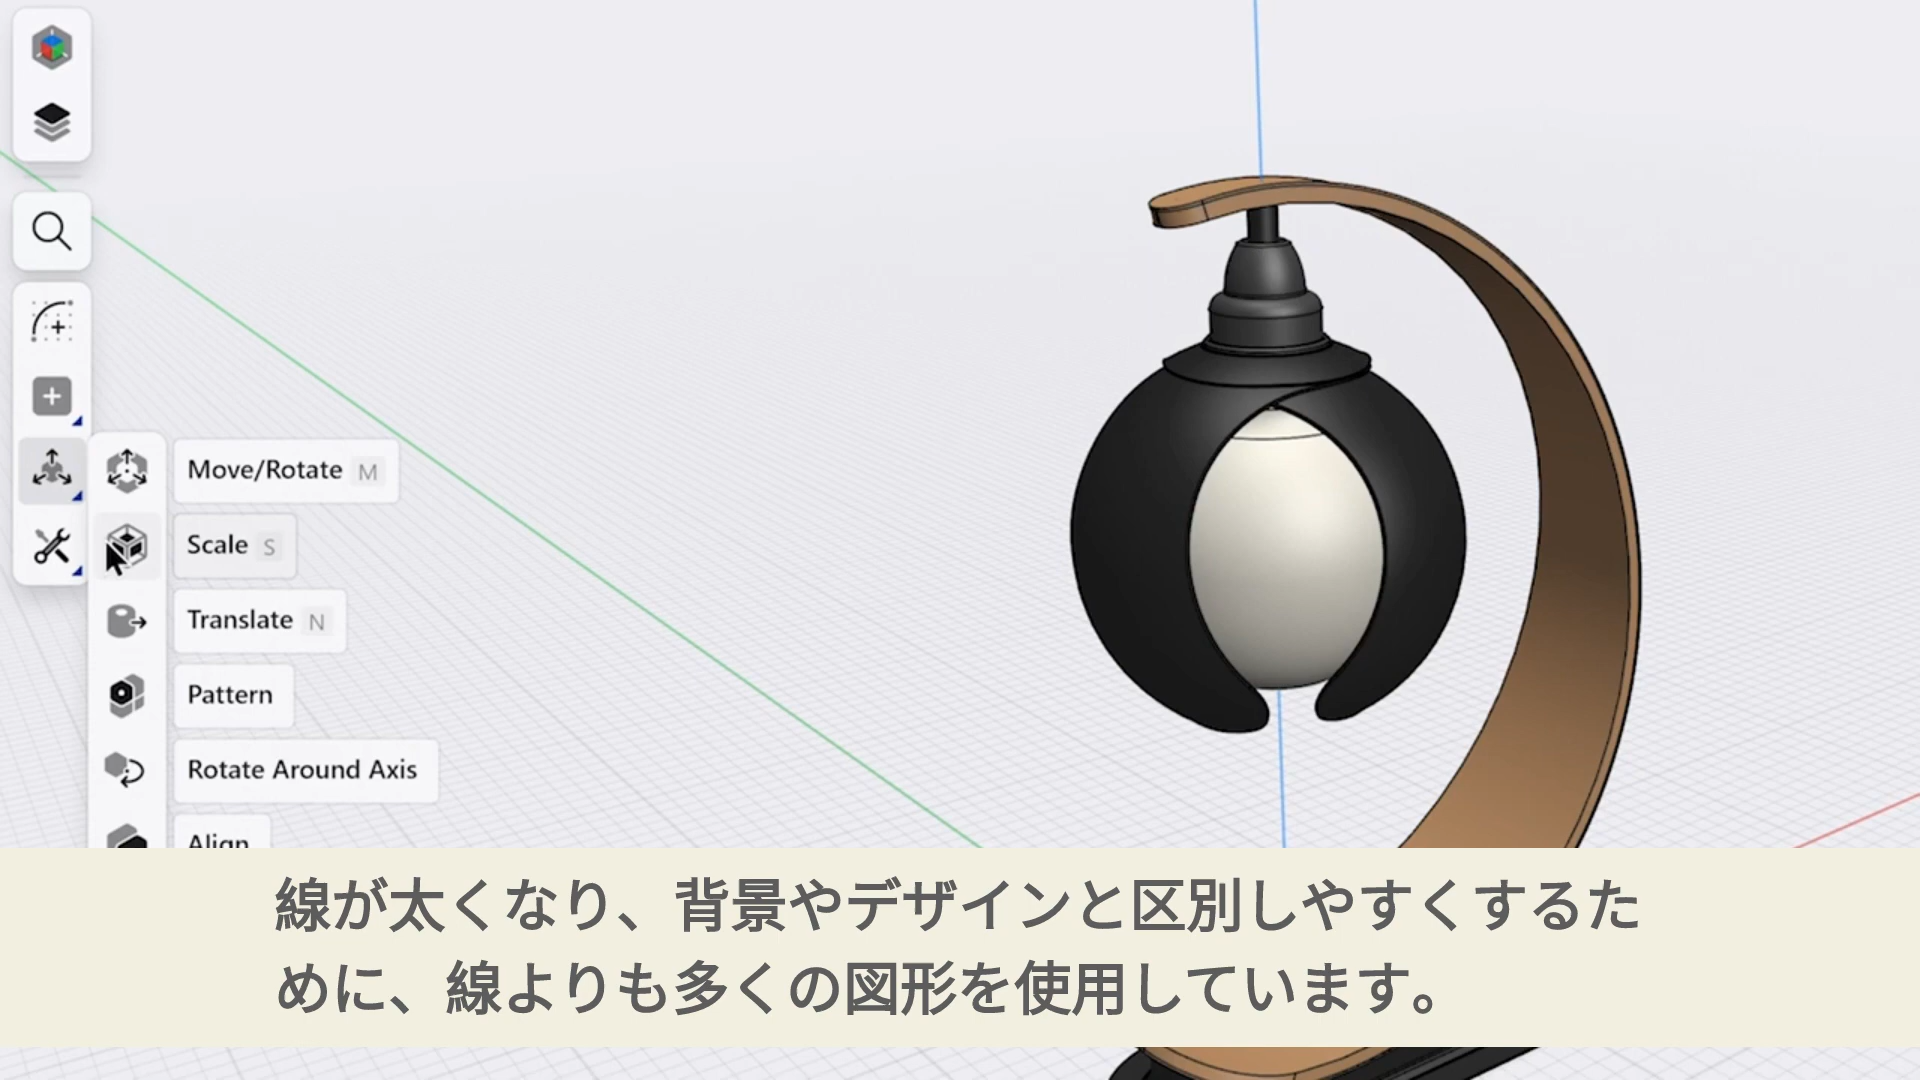 Move/Rotate M
Scale S
Translate N
Pattern
Rotate Around Axis
Align
線が太くなり、背景やデザインと区別しやすくするた
めに、線よりも多くの図形を使用しています。